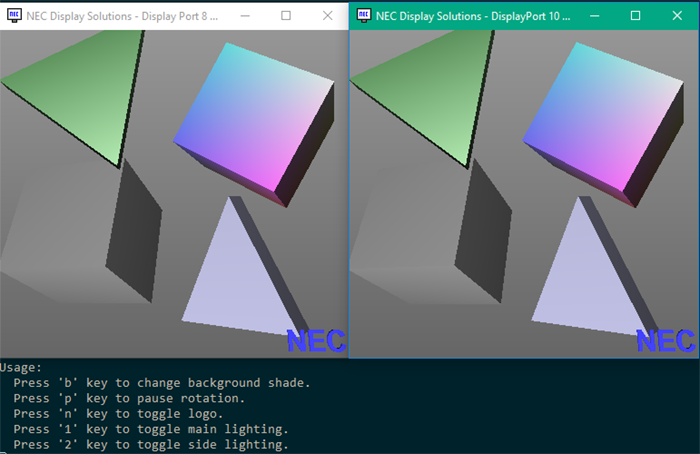 NEC NEC Display Solutions - Display Port 8 ...
NEC NEC Display Solutions - DisplayPort 10 ...
NEC
NEC
Usage:
Press 'b' key to change background shade.
Press 'p' key to pause rotation.
Press 'n' key to toggle logo.
Press '1' key to toggle main lighting.
Press '2' key to toggle side lighting.